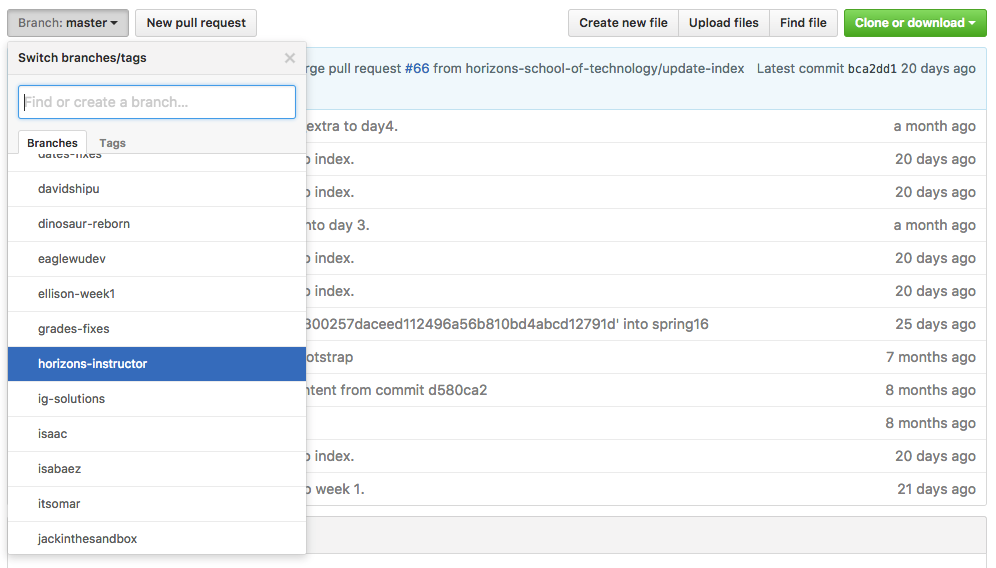 Branch: master New pull request Create new file Upload files Find file Clone or download
Switch branches/tags ×
Find or create a branch...
Branches Tags
dates-fixes
davidshipu
dinosaur-reborn
eaglewudev
ellison-week1
grades-fixes
horizons-instructor
ig-solutions
isaac
isabaez
itsomar
jackinthesandbox
pull request #66 from horizons-school-of-technology/update-index Latest commit bca2dd1 20 days ago
extra to day4. a month ago
index. 20 days ago
20 days ago
day 3. a month ago
index. 20 days ago
index. 20 days ago
300257daceed112496a56b810bd4abcd12791d' into spring16 25 days ago
7 months ago
from commit d580ca2 8 months ago
8 months ago
index. 20 days ago
week 1. 21 days ago